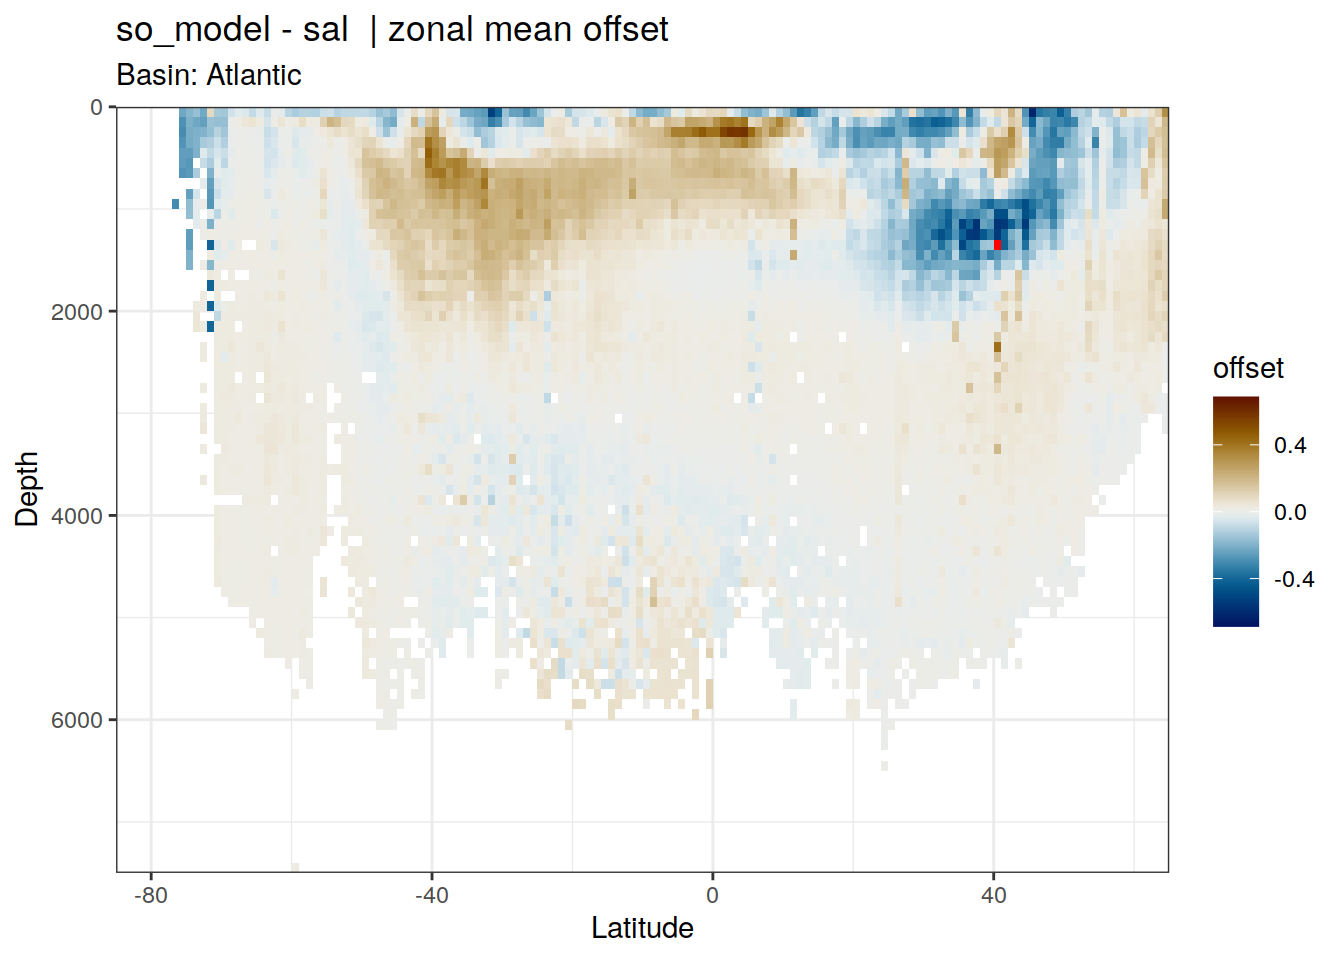 so_model - sal  | zonal mean offset
Basin: Atlantic
0
2000
4000
6000
Depth
-80
-40
0
40
Latitude
offset
0.4
0.0
-0.4